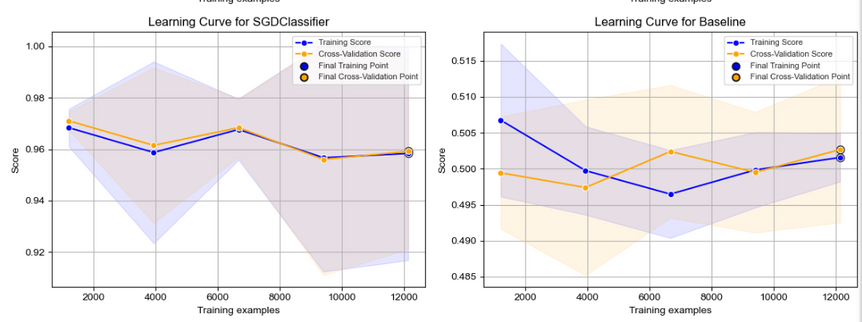 Training examples
Training examples
Learning Curve for SGDClassifier
Training Score
Cross-Validation Score
Final Training Point
Final Cross-Validation Point
1.00
0.98
0.96
0.94
0.92
Score
2000 4000 6000 8000 10000 12000
Training examples
Learning Curve for Baseline
Training Score
Cross-Validation Score
Final Training Point
Final Cross-Validation Point
0.515
0.510
0.505
0.500
0.495
0.490
0.485
Score
2000 4000 6000 8000 10000 12000
Training examples